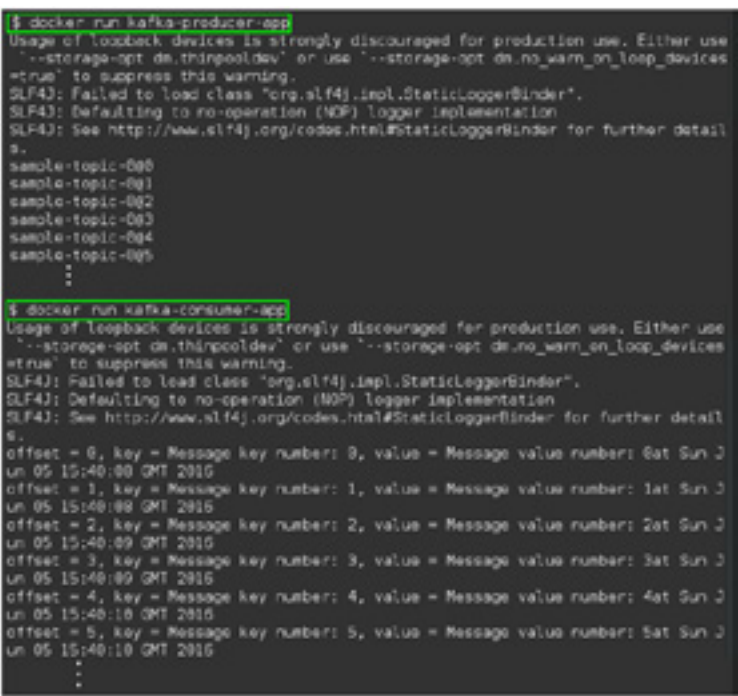 $ docker run kafka-producer-app
Usage of loopback devices is strongly discouraged for production use. Either use
`--storage-opt dm.thinpooldev` or use `--storage-opt dm.no_warn_on_loop_devices
=true` to suppress this warning.
SLF4J: Failed to load class "org.slf4j.impl.StaticLoggerBinder".
SLF4J: Defaulting to no-operation (NOP) logger implementation
SLF4J: See http://www.slf4j.org/codes.html#StaticLoggerBinder for further detail
s.
sample-topic-0@0
sample-topic-0@1
sample-topic-0@2
sample-topic-0@3
sample-topic-0@4
sample-topic-0@5
$ docker run kafka-consumer-app
Usage of loopback devices is strongly discouraged for production use. Either use
`--storage-opt dm.thinpooldev` or use `--storage-opt dm.no_warn_on_loop_devices
=true` to suppress this warning.
SLF4J: Failed to load class "org.slf4j.impl.StaticLoggerBinder".
SLF4J: Defaulting to no-operation (NOP) logger implementation
SLF4J: See http://www.slf4j.org/codes.html#StaticLoggerBinder for further detail
s.
offset = 0, key = Message key number: 0, value = Message value number: 0at Sun J
un 05 15:40:08 GMT 2016
offset = 1, key = Message key number: 1, value = Message value number: 1at Sun J
un 05 15:40:08 GMT 2016
offset = 2, key = Message key number: 2, value = Message value number: 2at Sun J
un 05 15:40:09 GMT 2016
offset = 3, key = Message key number: 3, value = Message value number: 3at Sun J
un 05 15:40:09 GMT 2016
offset = 4, key = Message key number: 4, value = Message value number: 4at Sun J
un 05 15:40:10 GMT 2016
offset = 5, key = Message key number: 5, value = Message value number: 5at Sun J
un 05 15:40:10 GMT 2016